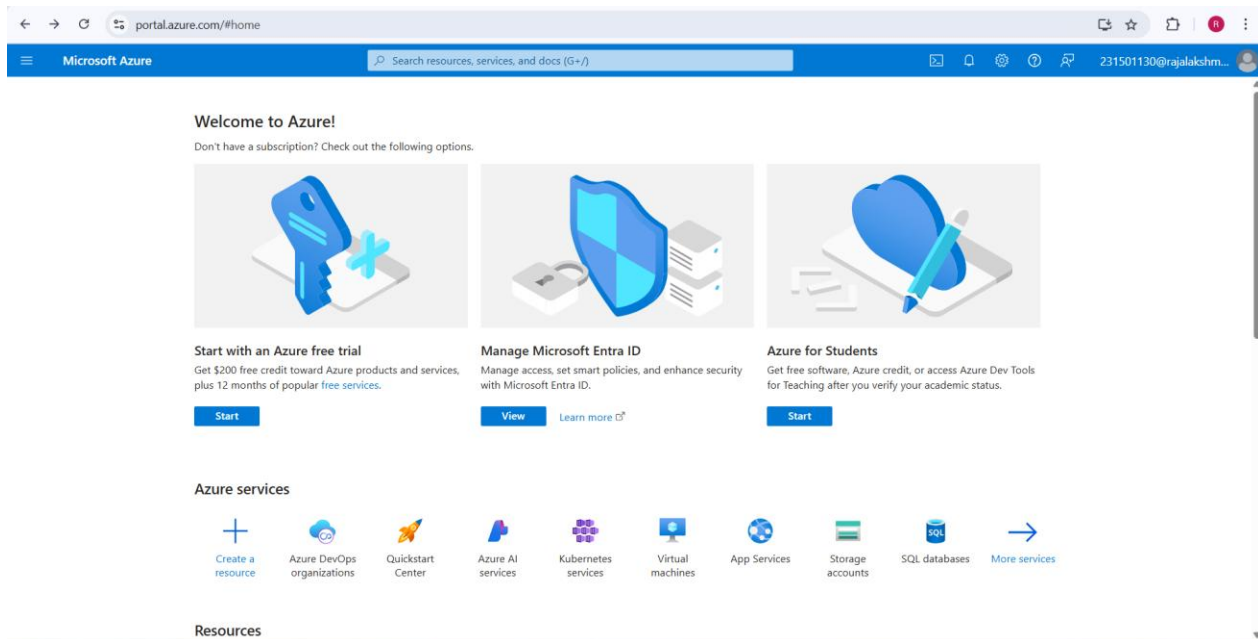 portal.azure.com/#home
R
Microsoft Azure
Search resources, services, and docs (G+/)
231501130@rajalakshm...
Welcome to Azure!
Don't have a subscription? Check out the following options.
Start with an Azure free trial
Get $200 free credit toward Azure products and services,
plus 12 months of popular free services.
Start
Manage Microsoft Entra ID
Manage access, set smart policies, and enhance security
with Microsoft Entra ID.
View
Learn more
Azure for Students
Get free software, Azure credit, or access Azure Dev Tools
for Teaching after you verify your academic status.
Start
Azure services
Create a
resource
Azure DevOps
organizations
Quickstart
Center
Azure AI
services
Kubernetes
services
Virtual
machines
App Services
Storage
accounts
SQL
SQL databases
More services
Resources